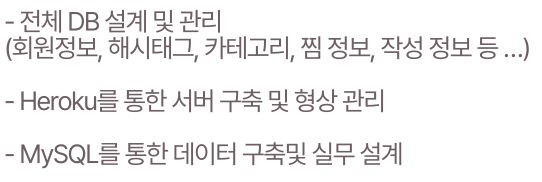 - 전체 DB 설계 및 관리
(회원정보, 해시태그, 카테고리, 찜 정보, 작성 정보 등 …)
- Heroku를 통한 서버 구축 및 형상 관리
- MySQL를 통한 데이터 구축및 실무 설계